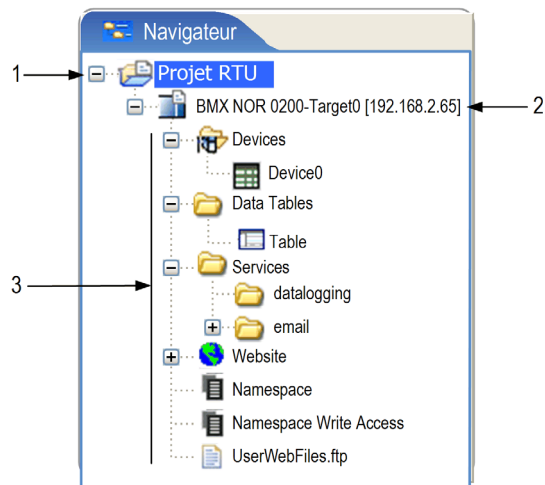 Navigateur
1
Projet RTU
BMX NOR 0200-Target0 [192.168.2.65]
2
Devices
Device0
Data Tables
Table
3
Services
datalogging
email
Website
Namespace
Namespace Write Access
UserWebFiles.ftp